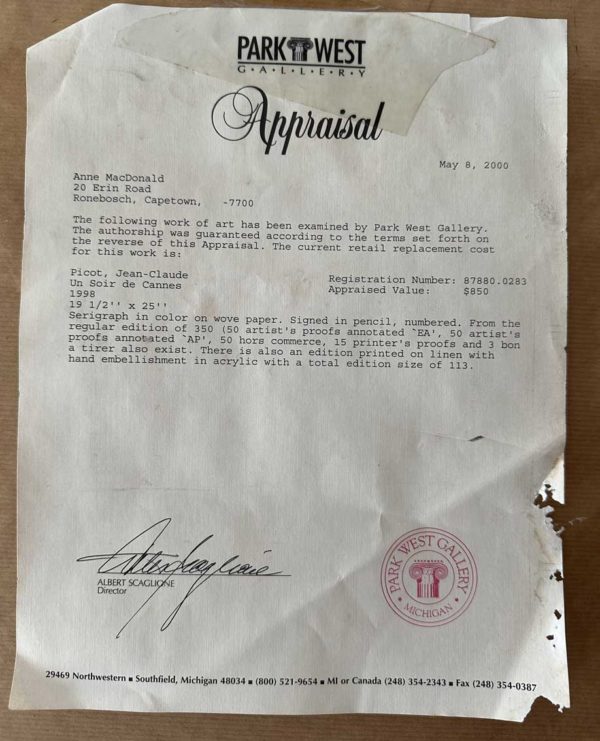 PARK WEST
G·A·L·L·E·R·Y
Appraisal
May 8, 2000
Anne MacDonald
20 Erin Road
Ronebosch, Capetown, -7700
The following work of art has been examined by Park West Gallery.
The authorship was guaranteed according to the terms set forth on
the reverse of this Appraisal. The current retail replacement cost
for this work is:
Picot, Jean-Claude
Un Soir de Cannes
1998
19 1/2'' x 25''
Registration Number: 87880.0283
Appraised Value: $850
Serigraph in color on wove paper. Signed in pencil, numbered. From the
regular edition of 350 (50 artist's proofs annotated `EA', 50 artist's
proofs annotated `AP', 50 hors commerce, 15 printer's proofs and 3 bon
a tirer also exist. There is also an edition printed on linen with
hand embellishment in acrylic with a total edition size of 113.
Albert Scaglione
ALBERT SCAGLIONE
Director
PARK WEST GALLERY
· MICHIGAN ·
29469 Northwestern ■ Southfield, Michigan 48034 ■ (800) 521-9654 ■ MI or Canada (248) 354-2343 ■ Fax (248) 354-0387